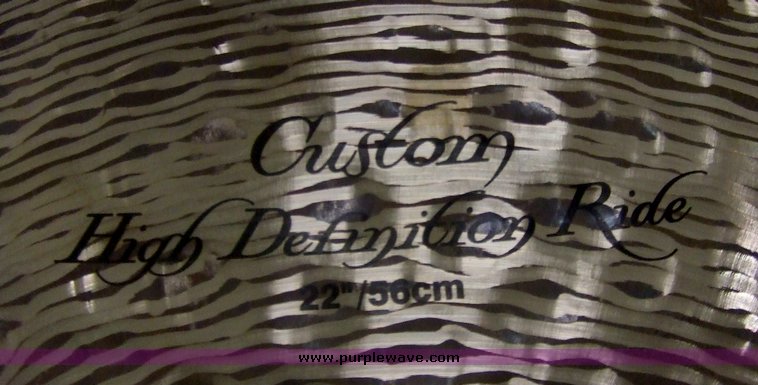 Custom
High Definition Ride
22"/56cm
www.purplewave.com